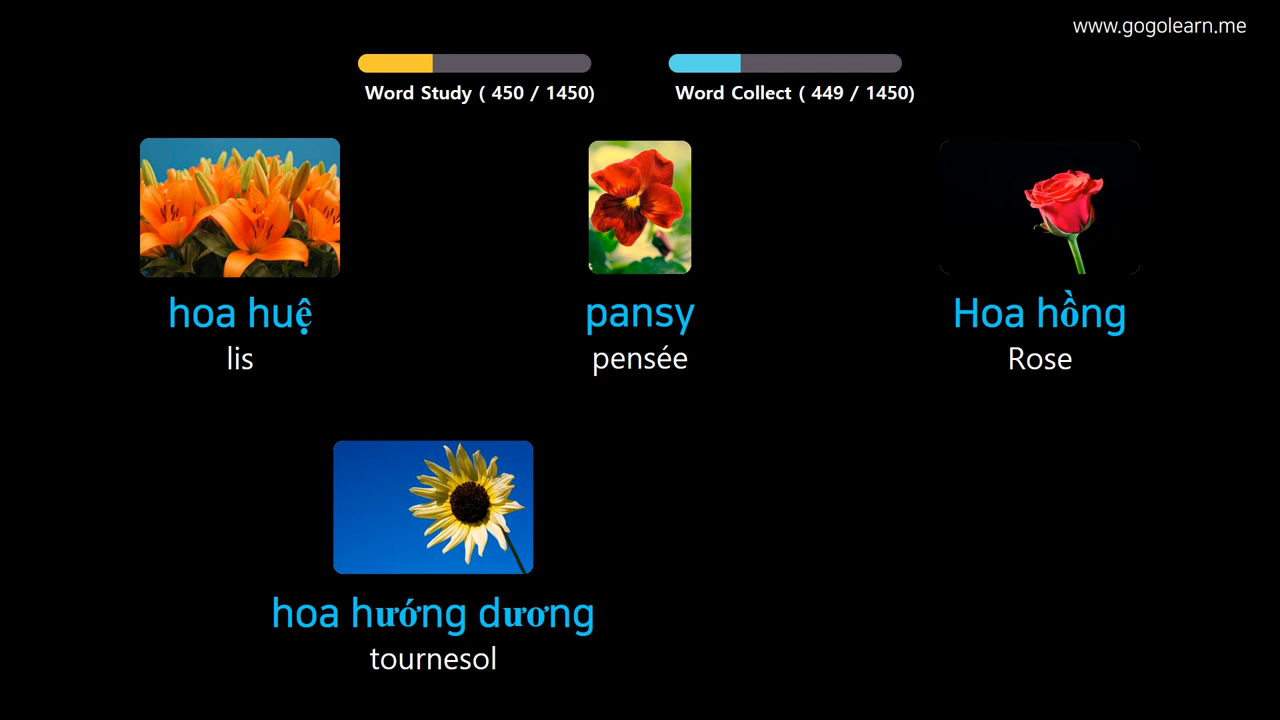 www.gogolearn.me
Word Study ( 450 / 1450)
Word Collect ( 449 / 1450)
hoa huệ
pansy
Hoa hồng
lis
pensée
Rose
hoa hướng dương
tournesol